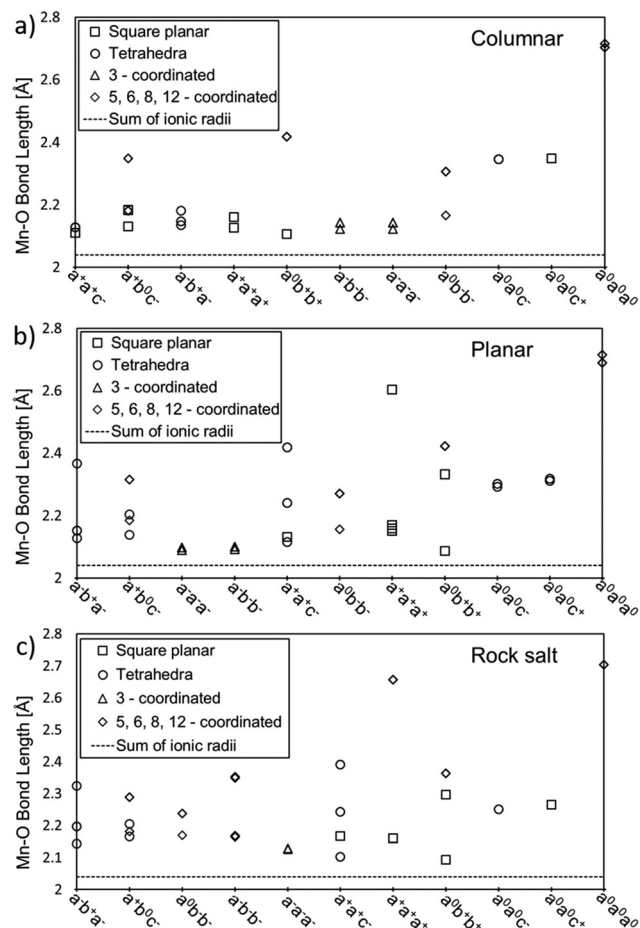 a)
Columnar
Square planar
Tetrahedra
3 - coordinated
5, 6, 8, 12 - coordinated
Sum of ionic radii
Mn-O Bond Length [Å]
2.8
2.6
2.4
2.2
2
a⁺a⁺c⁻
a⁺b⁰c⁻
a⁻b⁺a⁻
a⁺a⁺a⁺
a⁰b⁺b⁺
a⁻b⁻b⁻
a⁻a⁻a⁻
a⁰b⁻b⁻
a⁰a⁰c⁻
a⁰a⁰c⁺
a⁰a⁰a⁰
b)
Planar
Square planar
Tetrahedra
3 - coordinated
5, 6, 8, 12 - coordinated
Sum of ionic radii
Mn-O Bond Length [Å]
2.8
2.6
2.4
2.2
2
a⁻b⁺a⁻
a⁺b⁰c⁻
a⁻a⁻a⁻
a⁻b⁻b⁻
a⁺a⁺c⁻
a⁰b⁻b⁻
a⁺a⁺a⁺
a⁰b⁺b⁺
a⁰a⁰c⁻
a⁰a⁰c⁺
a⁰a⁰a⁰
c)
Rock salt
Square planar
Tetrahedra
3 - coordinated
5, 6, 8, 12 - coordinated
Sum of ionic radii
Mn-O Bond Length [Å]
2.8
2.7
2.6
2.5
2.4
2.3
2.2
2.1
2
a⁻b⁺a⁻
a⁺b⁰c⁻
a⁰b⁻b⁻
a⁻b⁻b⁻
a⁻a⁻a⁻
a⁺a⁺c⁻
a⁺a⁺a⁺
a⁰b⁺b⁺
a⁰a⁰c⁻
a⁰a⁰c⁺
a⁰a⁰a⁰